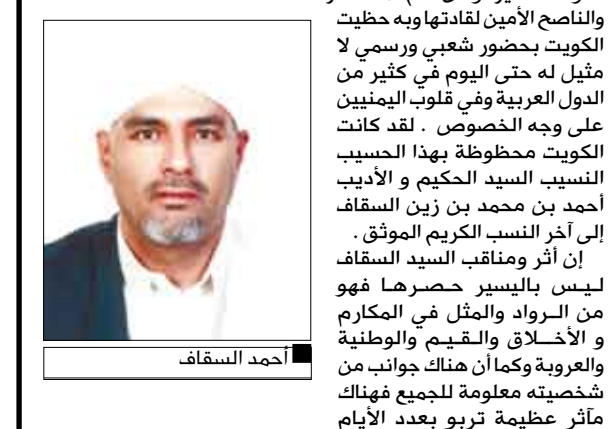 والناصح الأمين لقادتها وبه حظيت
الكويت بحضور شعبي ورسمي لا
مثيل له حتى اليوم في كثير من
الدول العربية وفي قلوب اليمنيين
على وجه الخصوص . لقد كانت
الكويت محظوظة بهذا الحسيب
النسيب السيد الحكيم و الأديب
أحمد بن محمد بن زين السقاف
إلى آخر النسب الكريم الموثق .
إن أثر ومناقب السيد السقاف
ليس باليسير حصرها فهو
من الرواد والمثل في المكارم
و الأخلاق والقيم والوطنية
والعروبة وكما أن هناك جوانب من
شخصيته معلومة للجميع فهناك
مآثر عظيمة تربو بعدد الأيام
أحمد السقاف